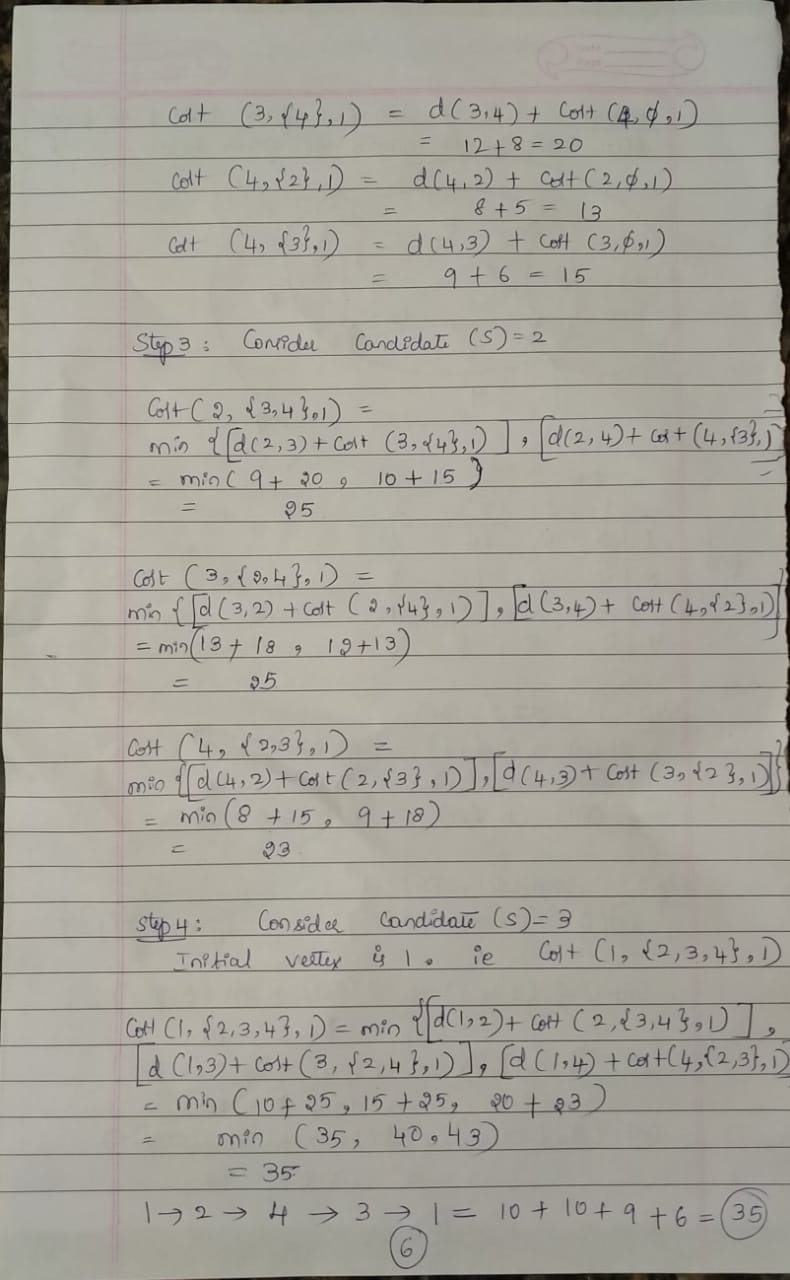 Cost (3, {4}, 1) = d(3,4) + Cost (4, φ, 1)
= 12 + 8 = 20
Cost (4, {2}, 1) = d(4,2) + Cost (2, φ, 1)
= 8 + 5 = 13
Cost (4, {3}, 1) = d(4,3) + Cost (3, φ, 1)
= 9 + 6 = 15
Step 3 : Consider Candidate (S) = 2
Cost (2, {3,4}, 1) =
min {[d(2,3) + Cost (3, {4}, 1)], [d(2,4) + Cost (4, {3}, )
= min ( 9 + 20, 10 + 15 }
= 25
Cost (3, {2,4}, 1) =
min {[d(3,2) + Cost (2, {4}, 1)], [d(3,4) + Cost (4, {2}, 1)]
= min (13 + 18, 12 + 13)
= 25
Cost (4, {2,3}, 1) =
min {[d(4,2) + Cost (2, {3}, 1)], [d(4,3) + Cost (3, {2}, 1)]}
= min (8 + 15, 9 + 18)
= 23
Step 4 : Consider Candidate (S) = 3
Initial vertex is 1. ie Cost (1, {2,3,4}, 1)
Cost (1, {2,3,4}, 1) = min {[d(1,2) + Cost (2, {3,4}, 1)],
[d(1,3) + Cost (3, {2,4}, 1)], [d(1,4) + Cost (4, {2,3}, 1)
= min (10 + 25, 15 + 25, 20 + 23)
= min (35, 40, 43)
= 35
1 → 2 → 4 → 3 → 1 = 10 + 10 + 9 + 6 = 35
6